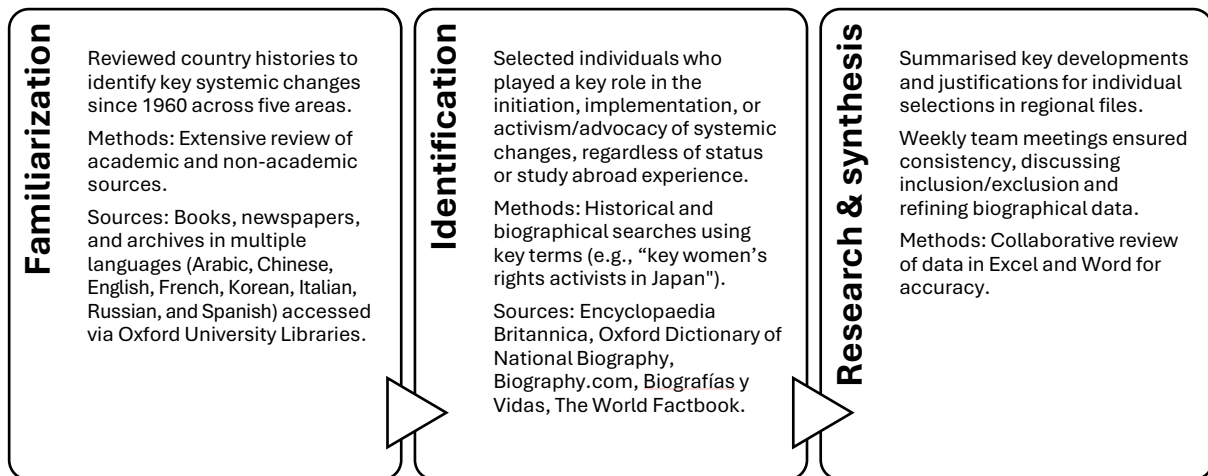 Familiarization
Reviewed country histories to
identify key systemic changes
since 1960 across five areas.
Methods: Extensive review of
academic and non-academic
sources.
Sources: Books, newspapers,
and archives in multiple
languages (Arabic, Chinese,
English, French, Korean, Italian,
Russian, and Spanish) accessed
via Oxford University Libraries.
Identification
Selected individuals who
played a key role in the
initiation, implementation, or
activism/advocacy of systemic
changes, regardless of status
or study abroad experience.
Methods: Historical and
biographical searches using
key terms (e.g., “key women’s
rights activists in Japan").
Sources: Encyclopaedia
Britannica, Oxford Dictionary of
National Biography,
Biography.com, Biografías y
Vidas, The World Factbook.
Research & synthesis
Summarised key developments
and justifications for individual
selections in regional files.
Weekly team meetings ensured
consistency, discussing
inclusion/exclusion and
refining biographical data.
Methods: Collaborative review
of data in Excel and Word for
accuracy.